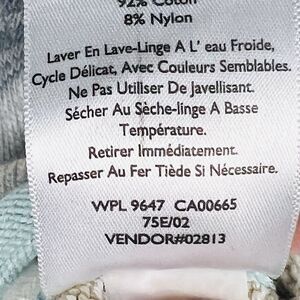 92% Coton
8% Nylon
Laver En Lave-Linge A L' eau Froide,
Cycle Délicat, Avec Couleurs Semblables.
Ne Pas Utiliser De Javellisant.
Sécher Au Sèche-linge A Basse
Température.
Retirer Immédiatement.
Repasser Au Fer Tiède Si Nécessaire.
WPL 9647 CA00665
75E/02
VENDOR#02813